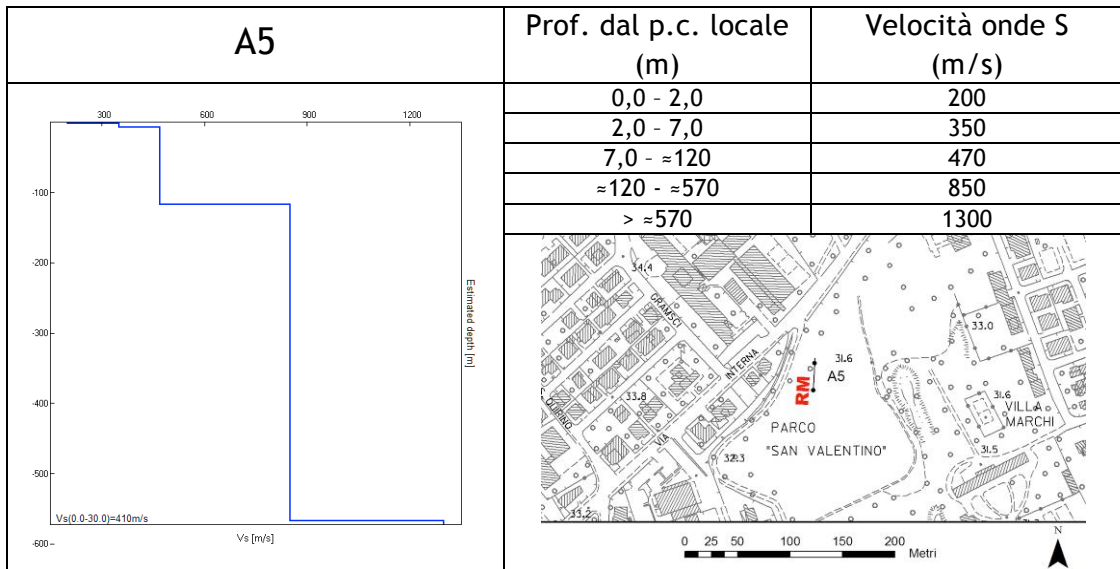 A5
Prof. dal p.c. locale
(m)
Velocità onde S
(m/s)
0,0 - 2,0 200
2,0 - 7,0 350
7,0 - ≈120 470
≈120 - ≈570 850
> ≈570 1300
300 600 900 1200
-100
-200
-300
-400
-500
-600
Estimated depth [m]
Vs(0.0-30.0)=410m/s
Vs [m/s]
34.4
GRAMSCI
33.0
INTERNA
31.6
RM
A5
33.8
QUIRINO
31.6
VILLA
MARCHI
PARCO
"SAN VALENTINO"
VIA
32.3
31.5
33.2
0 25 50 100 150 200
Metri
N